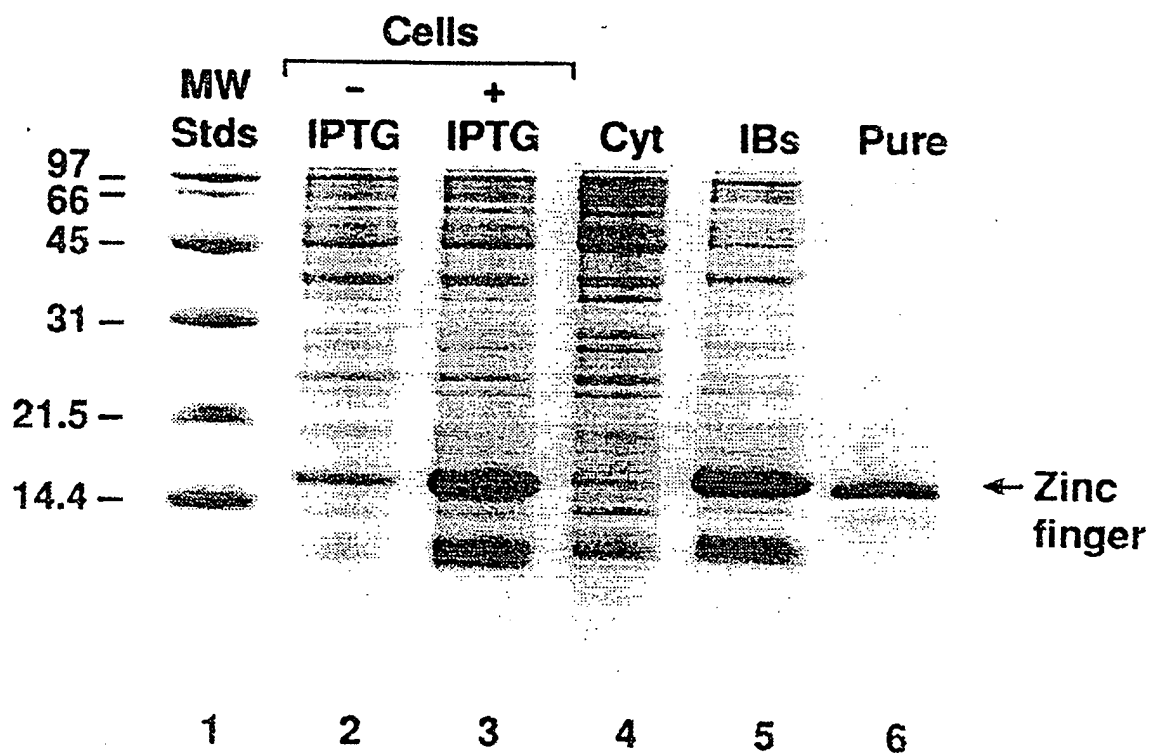 Cells
MW - +
Stds IPTG IPTG Cyt IBs Pure
97
66
45
31
21.5
14.4
Zinc
finger
1 2 3 4 5 6